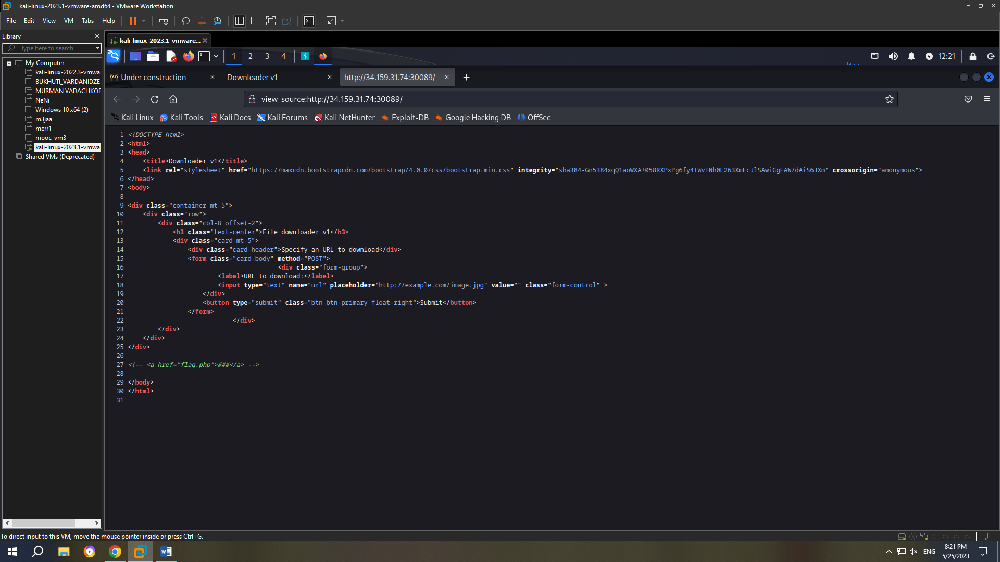 kali-linux-2023.1-vmware-amd64 - VMware Workstation
File Edit View VM Tabs Help
Library
Type here to search
My Computer
kali-linux-2022.3-vmwar
BUKHUTI_VARDANIDZE
MURMAN VADACHKOR
NeNi
Windows 10 x64 (2)
m3jaa
merr1
mooc-vm3
kali-linux-2023.1-vmwar
Shared VMs (Deprecated)
kali-linux-2023.1-vmware...
1 2 3 4
12:21
Under construction
Downloader v1
http://34.159.31.74:30089/
view-source:http://34.159.31.74:30089/
Kali Linux Kali Tools Kali Docs Kali Forums Kali NetHunter Exploit-DB Google Hacking DB OffSec
1 <!DOCTYPE html>
2 <html>
3 <head>
4 <title>Downloader v1</title>
5 <link rel="stylesheet" href="https://maxcdn.bootstrapcdn.com/bootstrap/4.0.0/css/bootstrap.min.css" integrity="sha384-Gn5384xqQ1aoWXA+058RXPxPg6fy4IWvTNh0E263XmFcJlSAwiGgFAW/dAiS6JXm" crossorigin="anonymous">
6 </head>
7 <body>
8
9 <div class="container mt-5">
10 <div class="row">
11 <div class="col-8 offset-2">
12 <h3 class="text-center">File downloader v1</h3>
13 <div class="card mt-5">
14 <div class="card-header">Specify an URL to download</div>
15 <form class="card-body" method="POST">
16 <div class="form-group">
17 <label>URL to download:</label>
18 <input type="text" name="url" placeholder="http://example.com/image.jpg" value="" class="form-control" >
19 </div>
20 <button type="submit" class="btn btn-primary float-right">Submit</button>
21 </form>
22 </div>
23 </div>
24 </div>
25 </div>
26
27 <!-- <a href="flag.php">###</a> -->
28
29 </body>
30 </html>
31
To direct input to this VM, move the mouse pointer inside or press Ctrl+G.
ENG
8:21 PM
5/25/2023